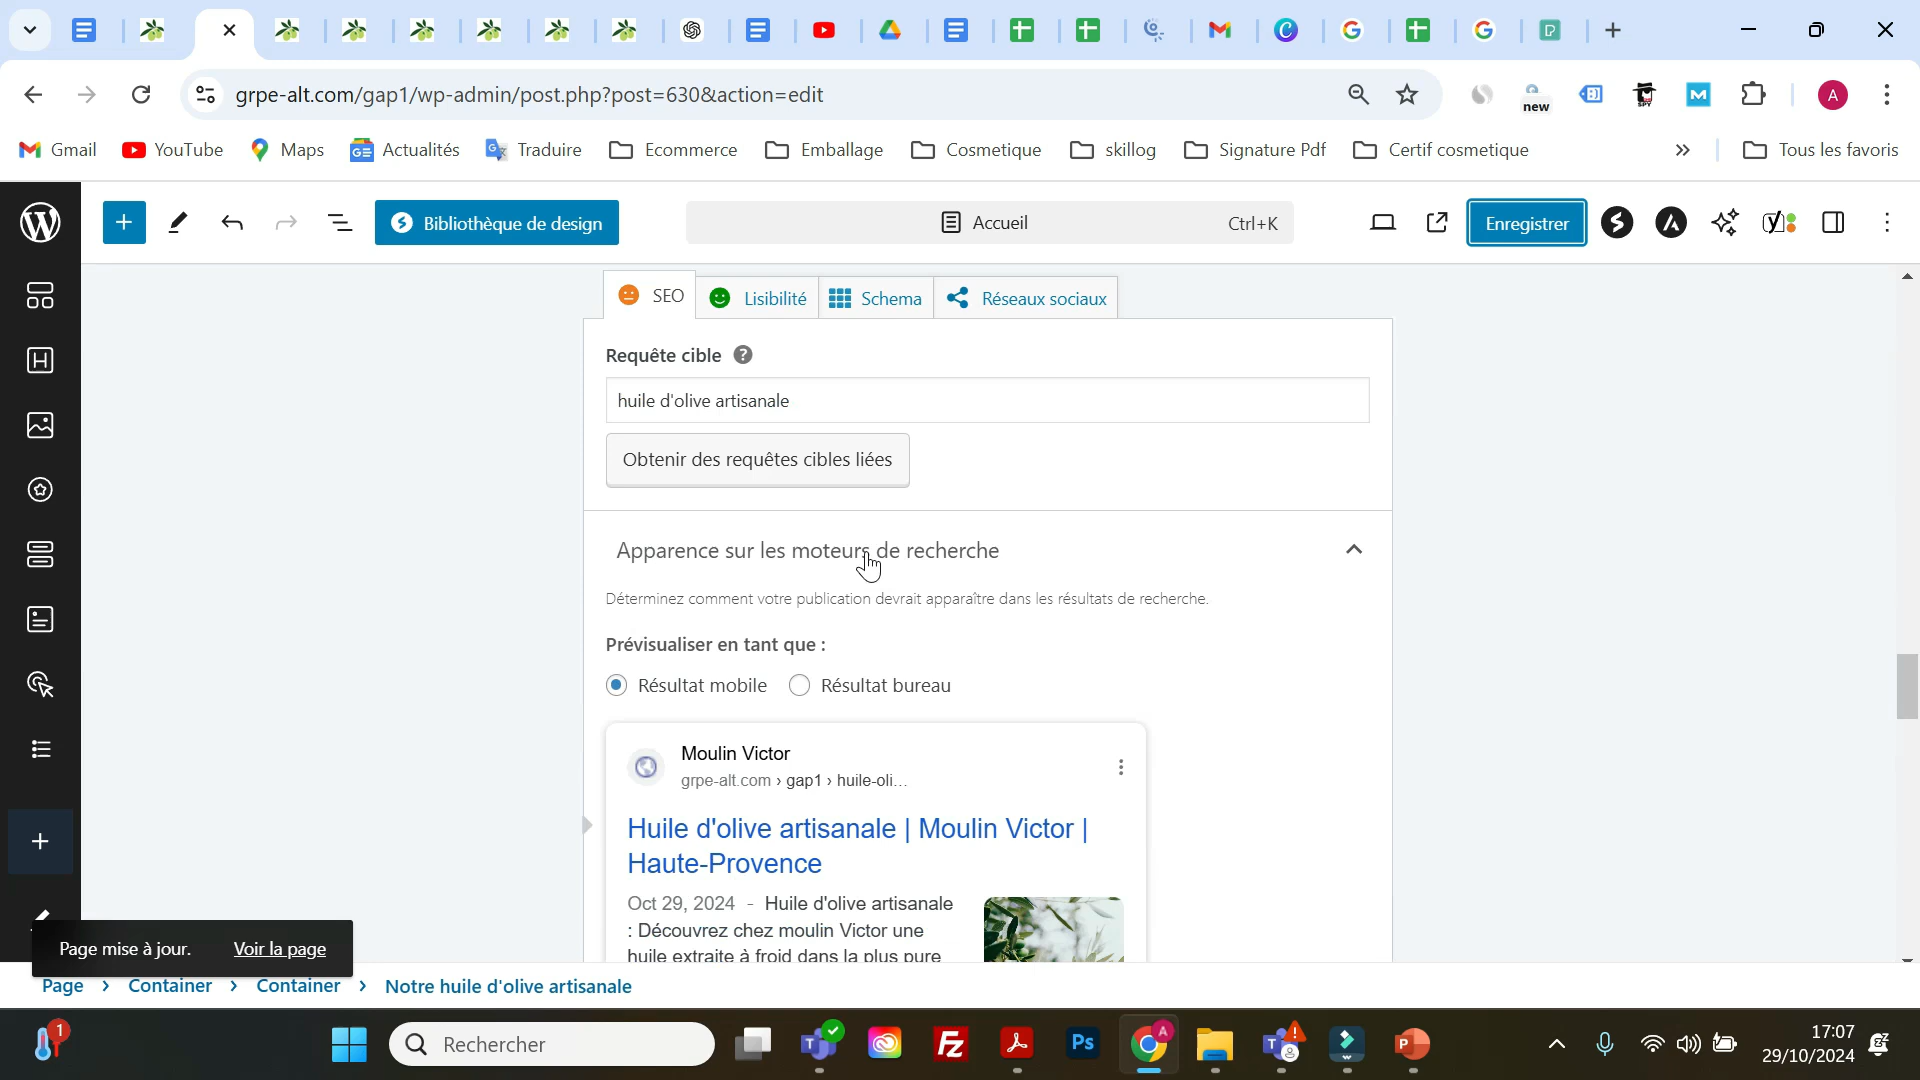 grpe-alt.com/gap1/wp-admin/post.php?post=630&action=edit
new
SPY
A
Gmail YouTube Maps Actualités Traduire Ecommerce Emballage Cosmetique skillog Signature Pdf Certif cosmetique » Tous les favoris
Bibliothèque de design
Accueil
Ctrl+K
Enregistrer
SEO Lisibilité Schema Réseaux sociaux
Requête cible ?
huile d'olive artisanale
Obtenir des requêtes cibles liées
Apparence sur les moteurs de recherche
Déterminez comment votre publication devrait apparaître dans les résultats de recherche.
Prévisualiser en tant que :
Résultat mobile Résultat bureau
Moulin Victor
grpe-alt.com › gap1 › huile-oli...
Huile d'olive artisanale | Moulin Victor |
Haute-Provence
Oct 29, 2024 - Huile d'olive artisanale
: Découvrez chez moulin Victor une
huile extraite à froid dans la plus pure
Page mise à jour. Voir la page
Page › Container › Container › Notre huile d'olive artisanale
1
Rechercher
17:07
29/10/2024